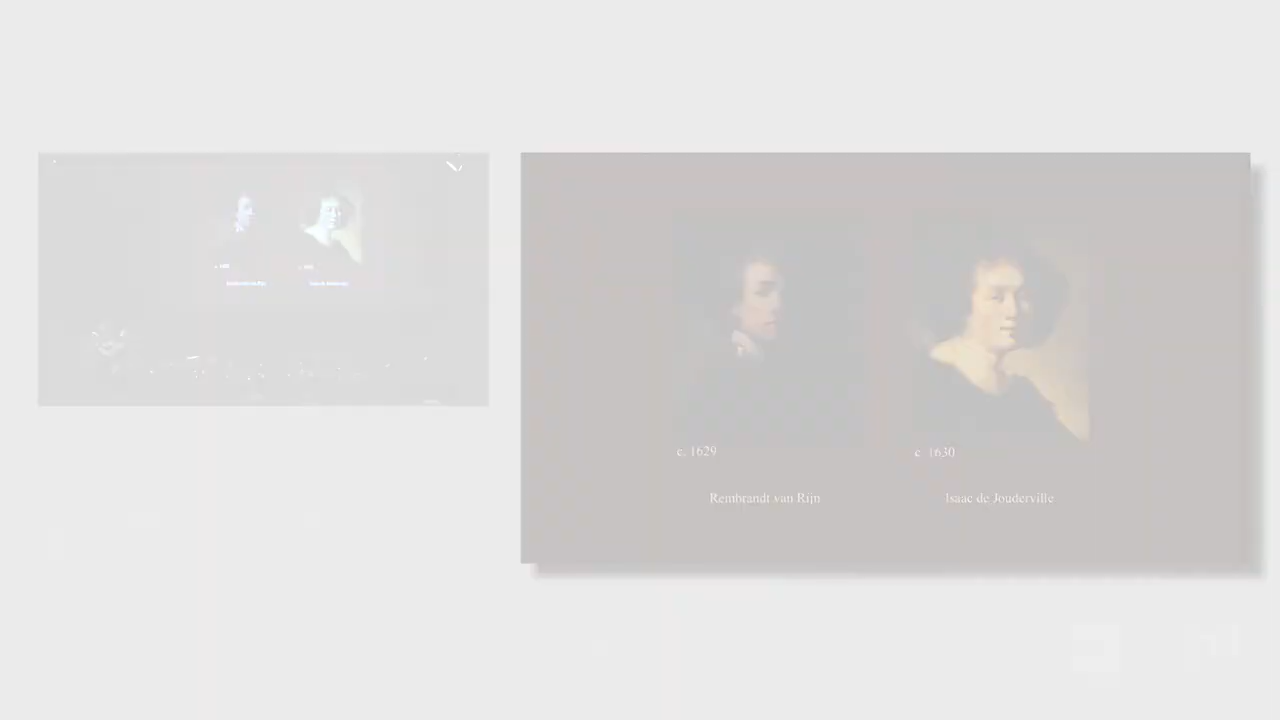 c. 1629
c 1630
Rembrandt van Rijn
Isaac de Jouderville